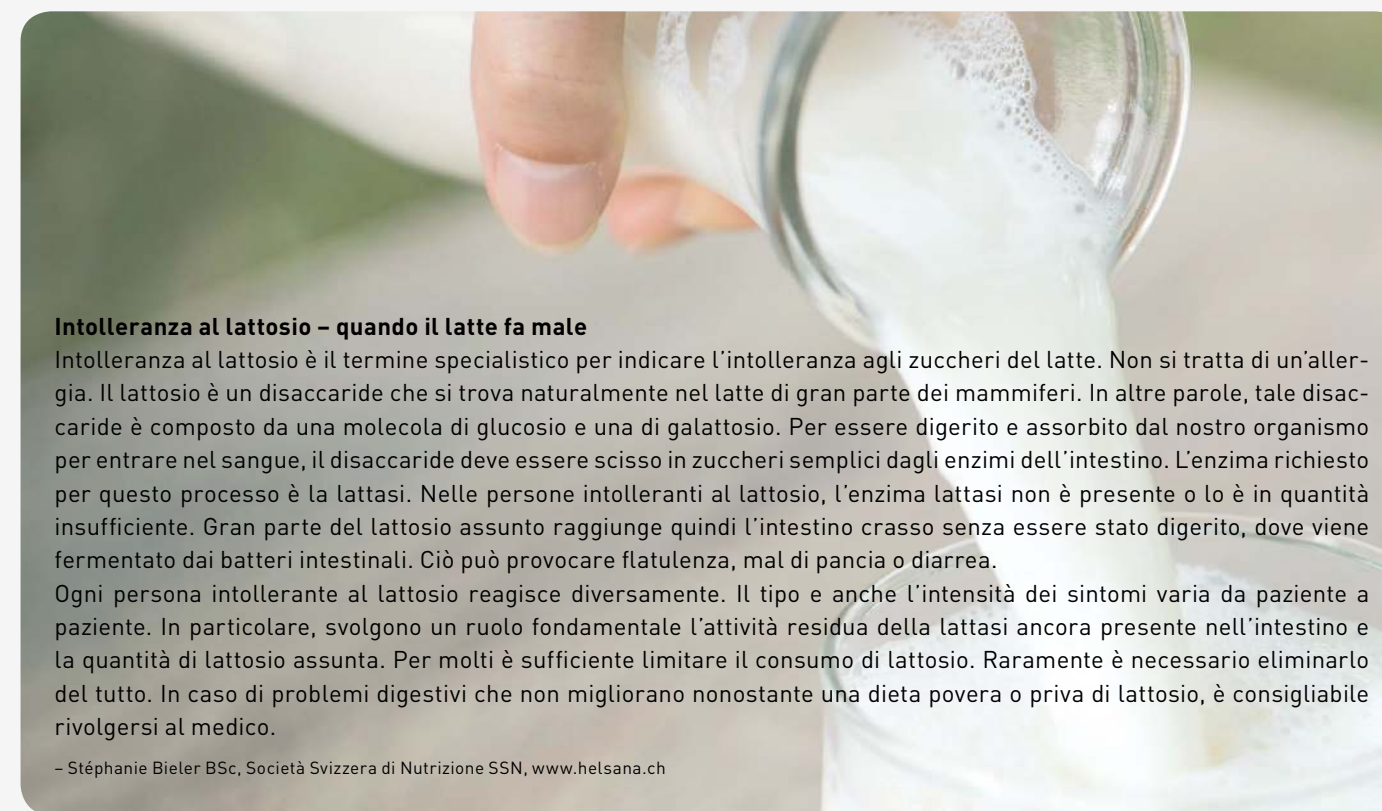 Intolleranza al lattosio – quando il latte fa male
Intolleranza al lattosio è il termine specialistico per indicare l’intolleranza agli zuccheri del latte. Non si tratta di un’aller-
gia. Il lattosio è un disaccaride che si trova naturalmente nel latte di gran parte dei mammiferi. In altre parole, tale disac-
caride è composto da una molecola di glucosio e una di galattosio. Per essere digerito e assorbito dal nostro organismo
per entrare nel sangue, il disaccaride deve essere scisso in zuccheri semplici dagli enzimi dell’intestino. L’enzima richiesto
per questo processo è la lattasi. Nelle persone intolleranti al lattosio, l’enzima lattasi non è presente o lo è in quantità
insufficiente. Gran parte del lattosio assunto raggiunge quindi l’intestino crasso senza essere stato digerito, dove viene
fermentato dai batteri intestinali. Ciò può provocare flatulenza, mal di pancia o diarrea.
Ogni persona intollerante al lattosio reagisce diversamente. Il tipo e anche l’intensità dei sintomi varia da paziente a
paziente. In particolare, svolgono un ruolo fondamentale l’attività residua della lattasi ancora presente nell’intestino e
la quantità di lattosio assunta. Per molti è sufficiente limitare il consumo di lattosio. Raramente è necessario eliminarlo
del tutto. In caso di problemi digestivi che non migliorano nonostante una dieta povera o priva di lattosio, è consigliabile
rivolgersi al medico.
– Stéphanie Bieler BSc, Società Svizzera di Nutrizione SSN, www.helsana.ch